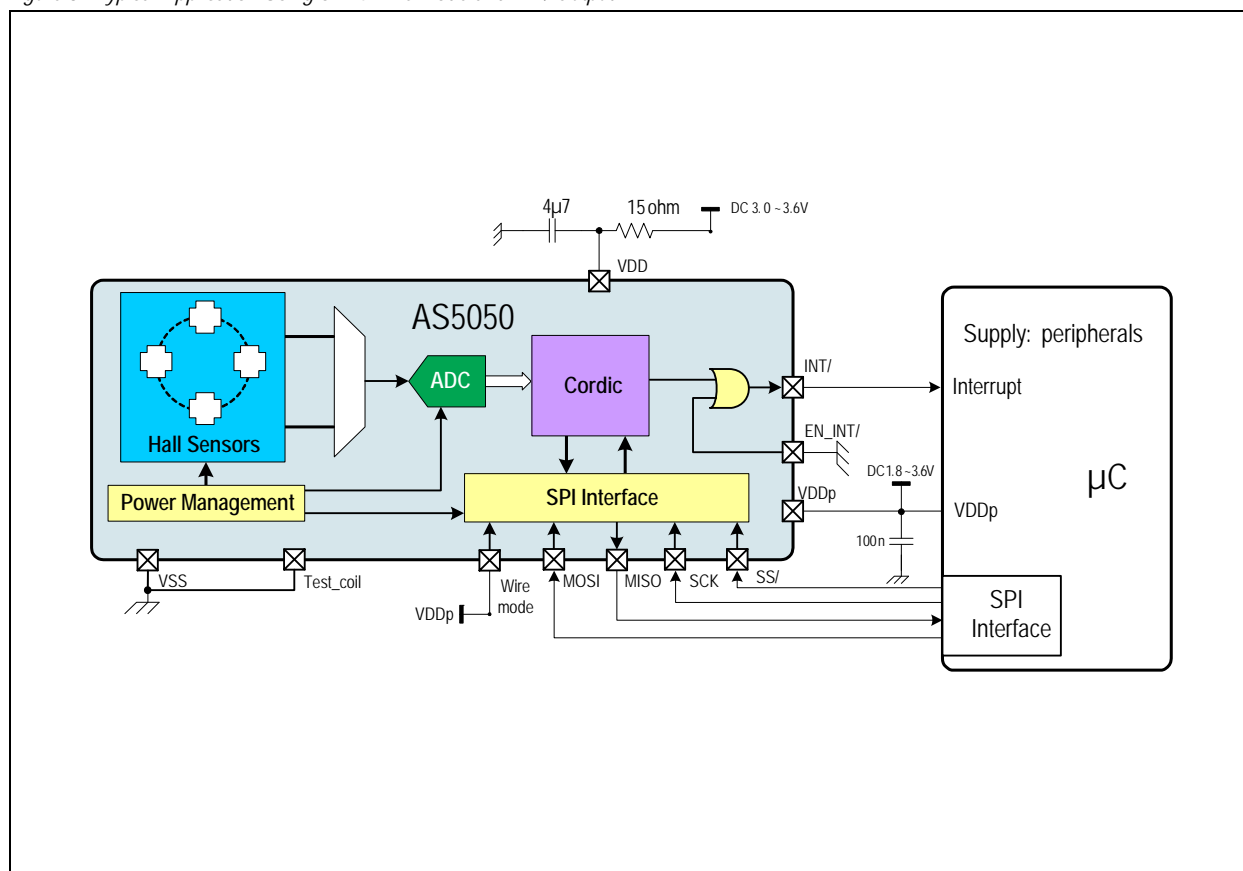 4µ7
15 ohm
DC 3.0 ~ 3.6V
VDD
AS5050
Hall Sensors
ADC
Cordic
INT/
EN_INT/
Power Management
SPI Interface
VDDp
DC 1.8 ~ 3.6V
100n
VSS
Test_coil
Wire
mode
VDDp
MOSI
MISO
SCK
SS/
Supply: peripherals
Interrupt
µC
VDDp
SPI
Interface